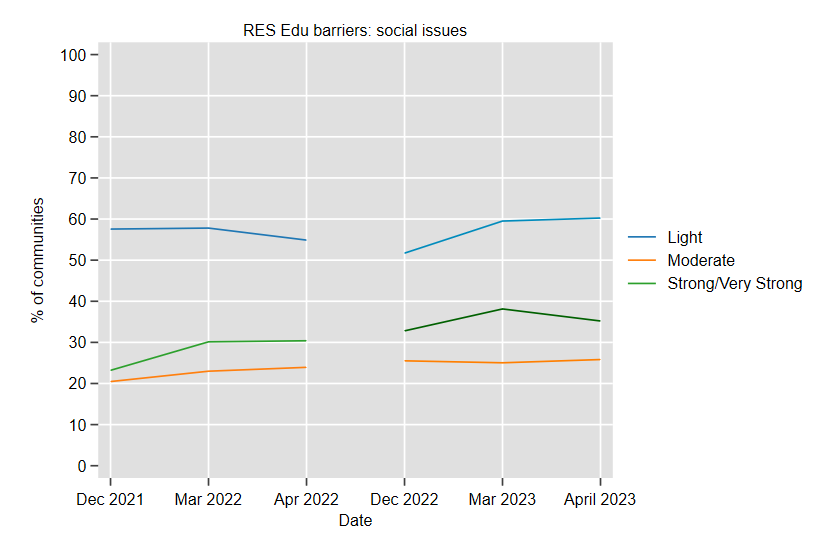 RES Edu barriers: social issues
100
90
80
70
60
50
40
30
20
10
0
% of communities
Dec 2021 Mar 2022 Apr 2022 Dec 2022 Mar 2023 April 2023
Date
Light
Moderate
Strong/Very Strong